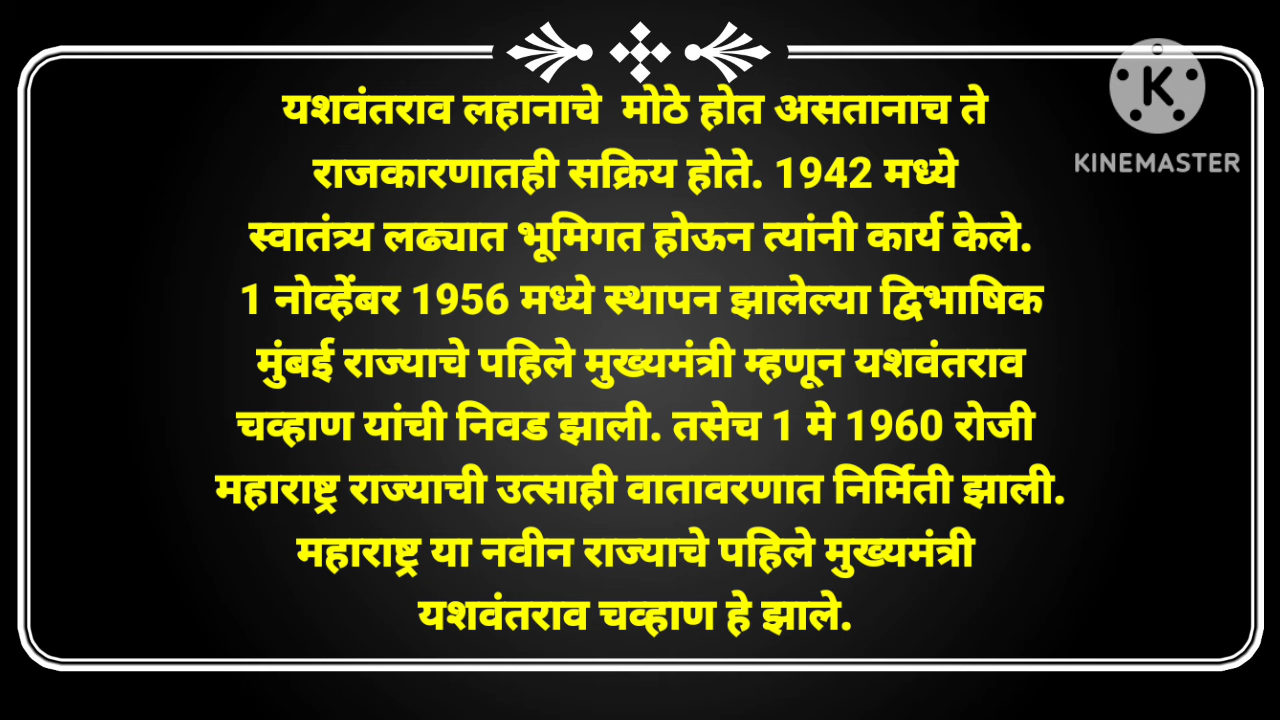 यशवंतराव लहानाचे मोठे होत असतानाच ते
राजकारणातही सक्रिय होते. 1942 मध्ये
स्वातंत्र्य लढ्यात भूमिगत होऊन त्यांनी कार्य केले.
1 नोव्हेंबर 1956 मध्ये स्थापन झालेल्या द्विभाषिक
मुंबई राज्याचे पहिले मुख्यमंत्री म्हणून यशवंतराव
चव्हाण यांची निवड झाली. तसेच 1 मे 1960 रोजी
महाराष्ट्र राज्याची उत्साही वातावरणात निर्मिती झाली.
महाराष्ट्र या नवीन राज्याचे पहिले मुख्यमंत्री
यशवंतराव चव्हाण हे झाले.
K
KINEMASTER